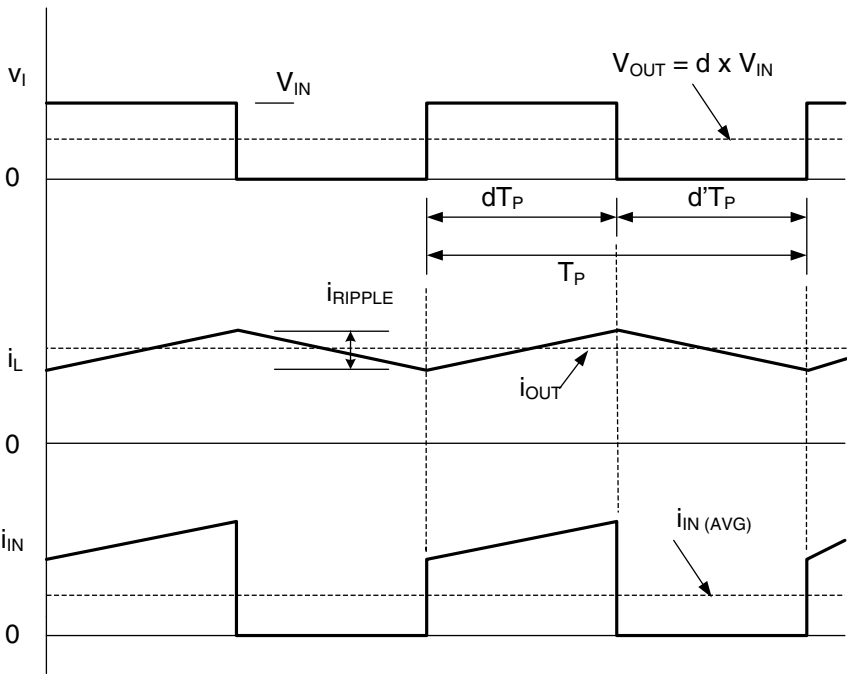 V_OUT = d x V_IN
v_I
V_IN
0
dT_P
d'T_P
T_P
i_RIPPLE
i_L
i_OUT
0
i_IN
i_IN (AVG)
0